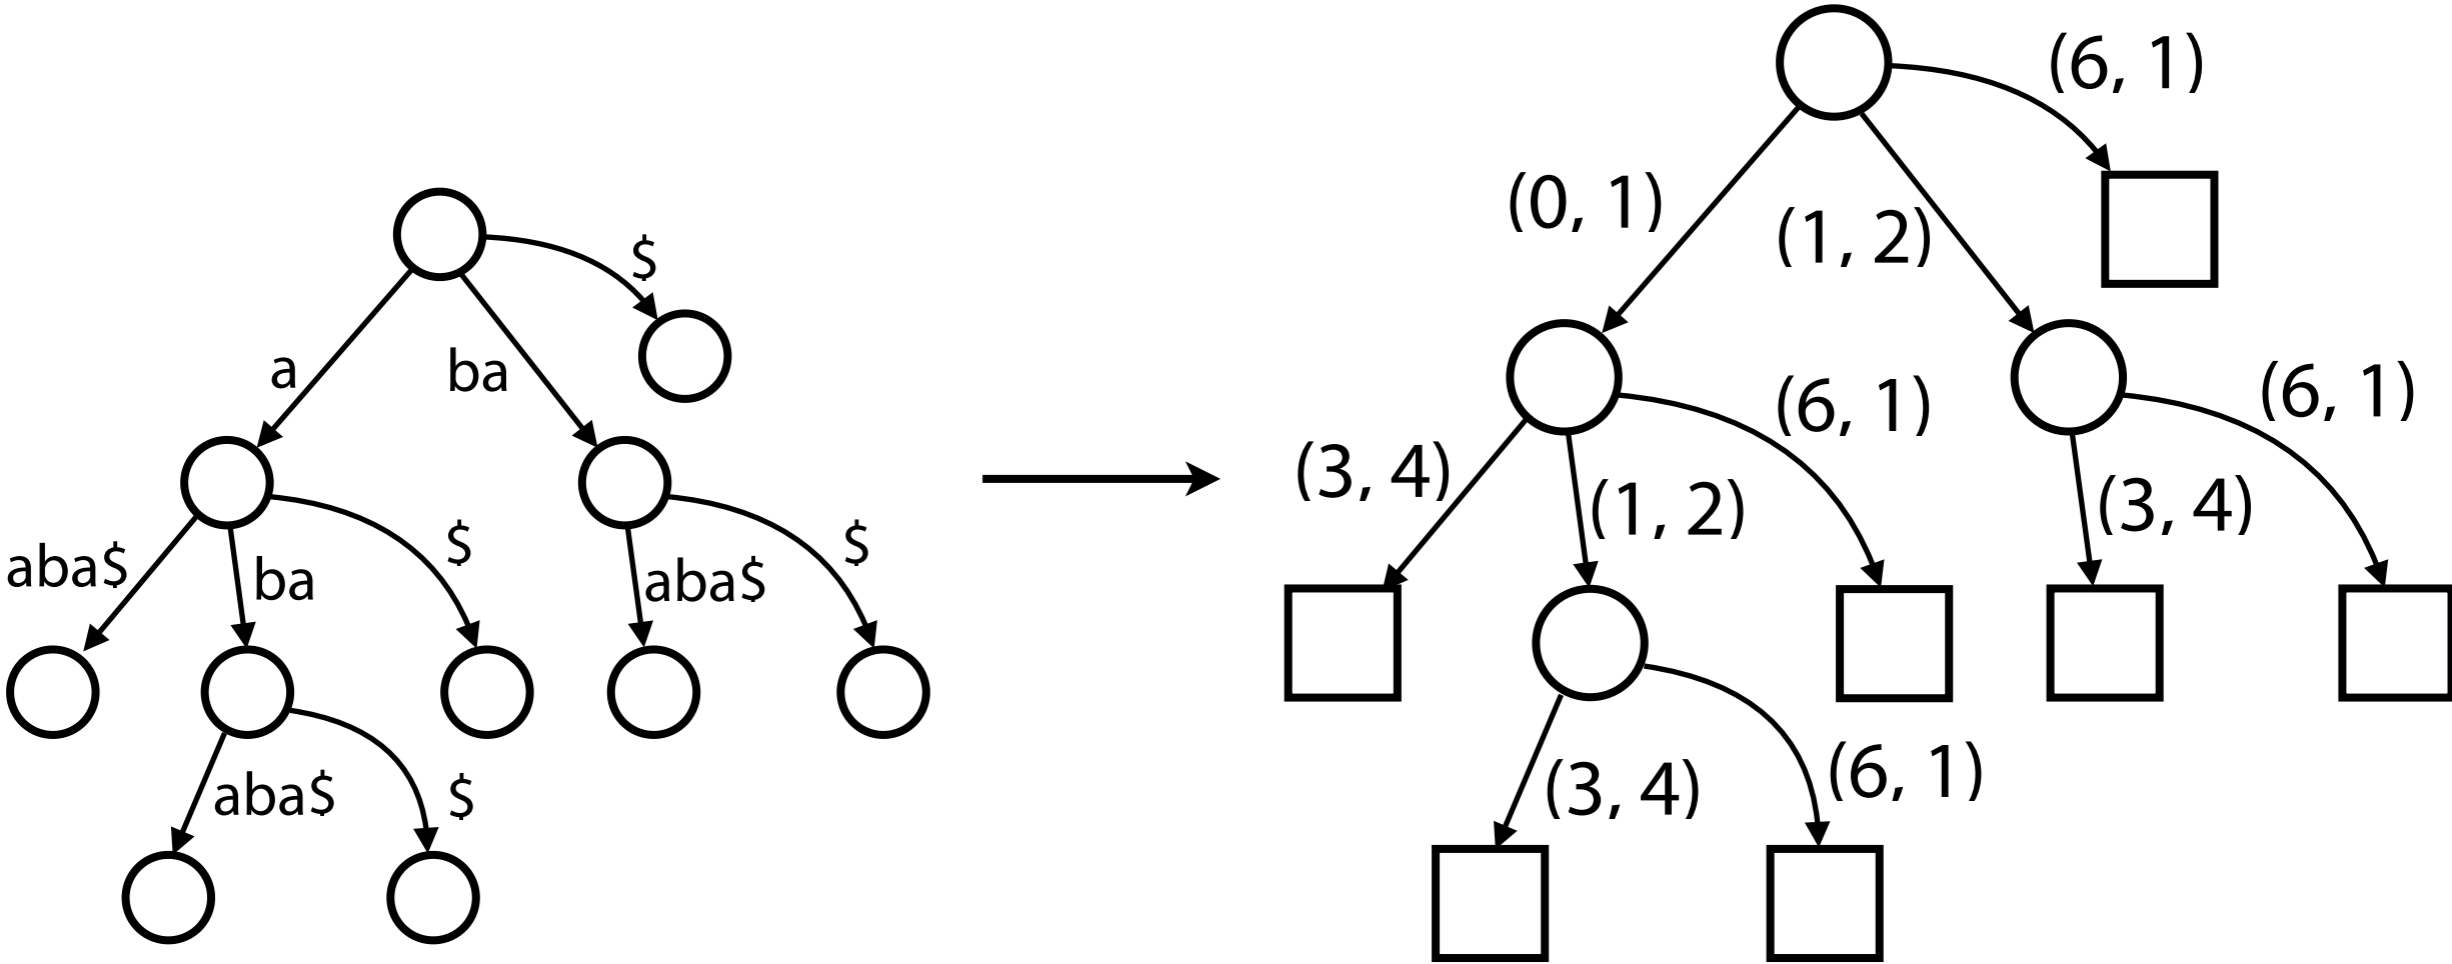 $
a
ba
aba$
ba
$
aba$
$
aba$
$
(6, 1)
(0, 1)
(1, 2)
(3, 4)
(1, 2)
(6, 1)
(3, 4)
(6, 1)
(3, 4)
(6, 1)